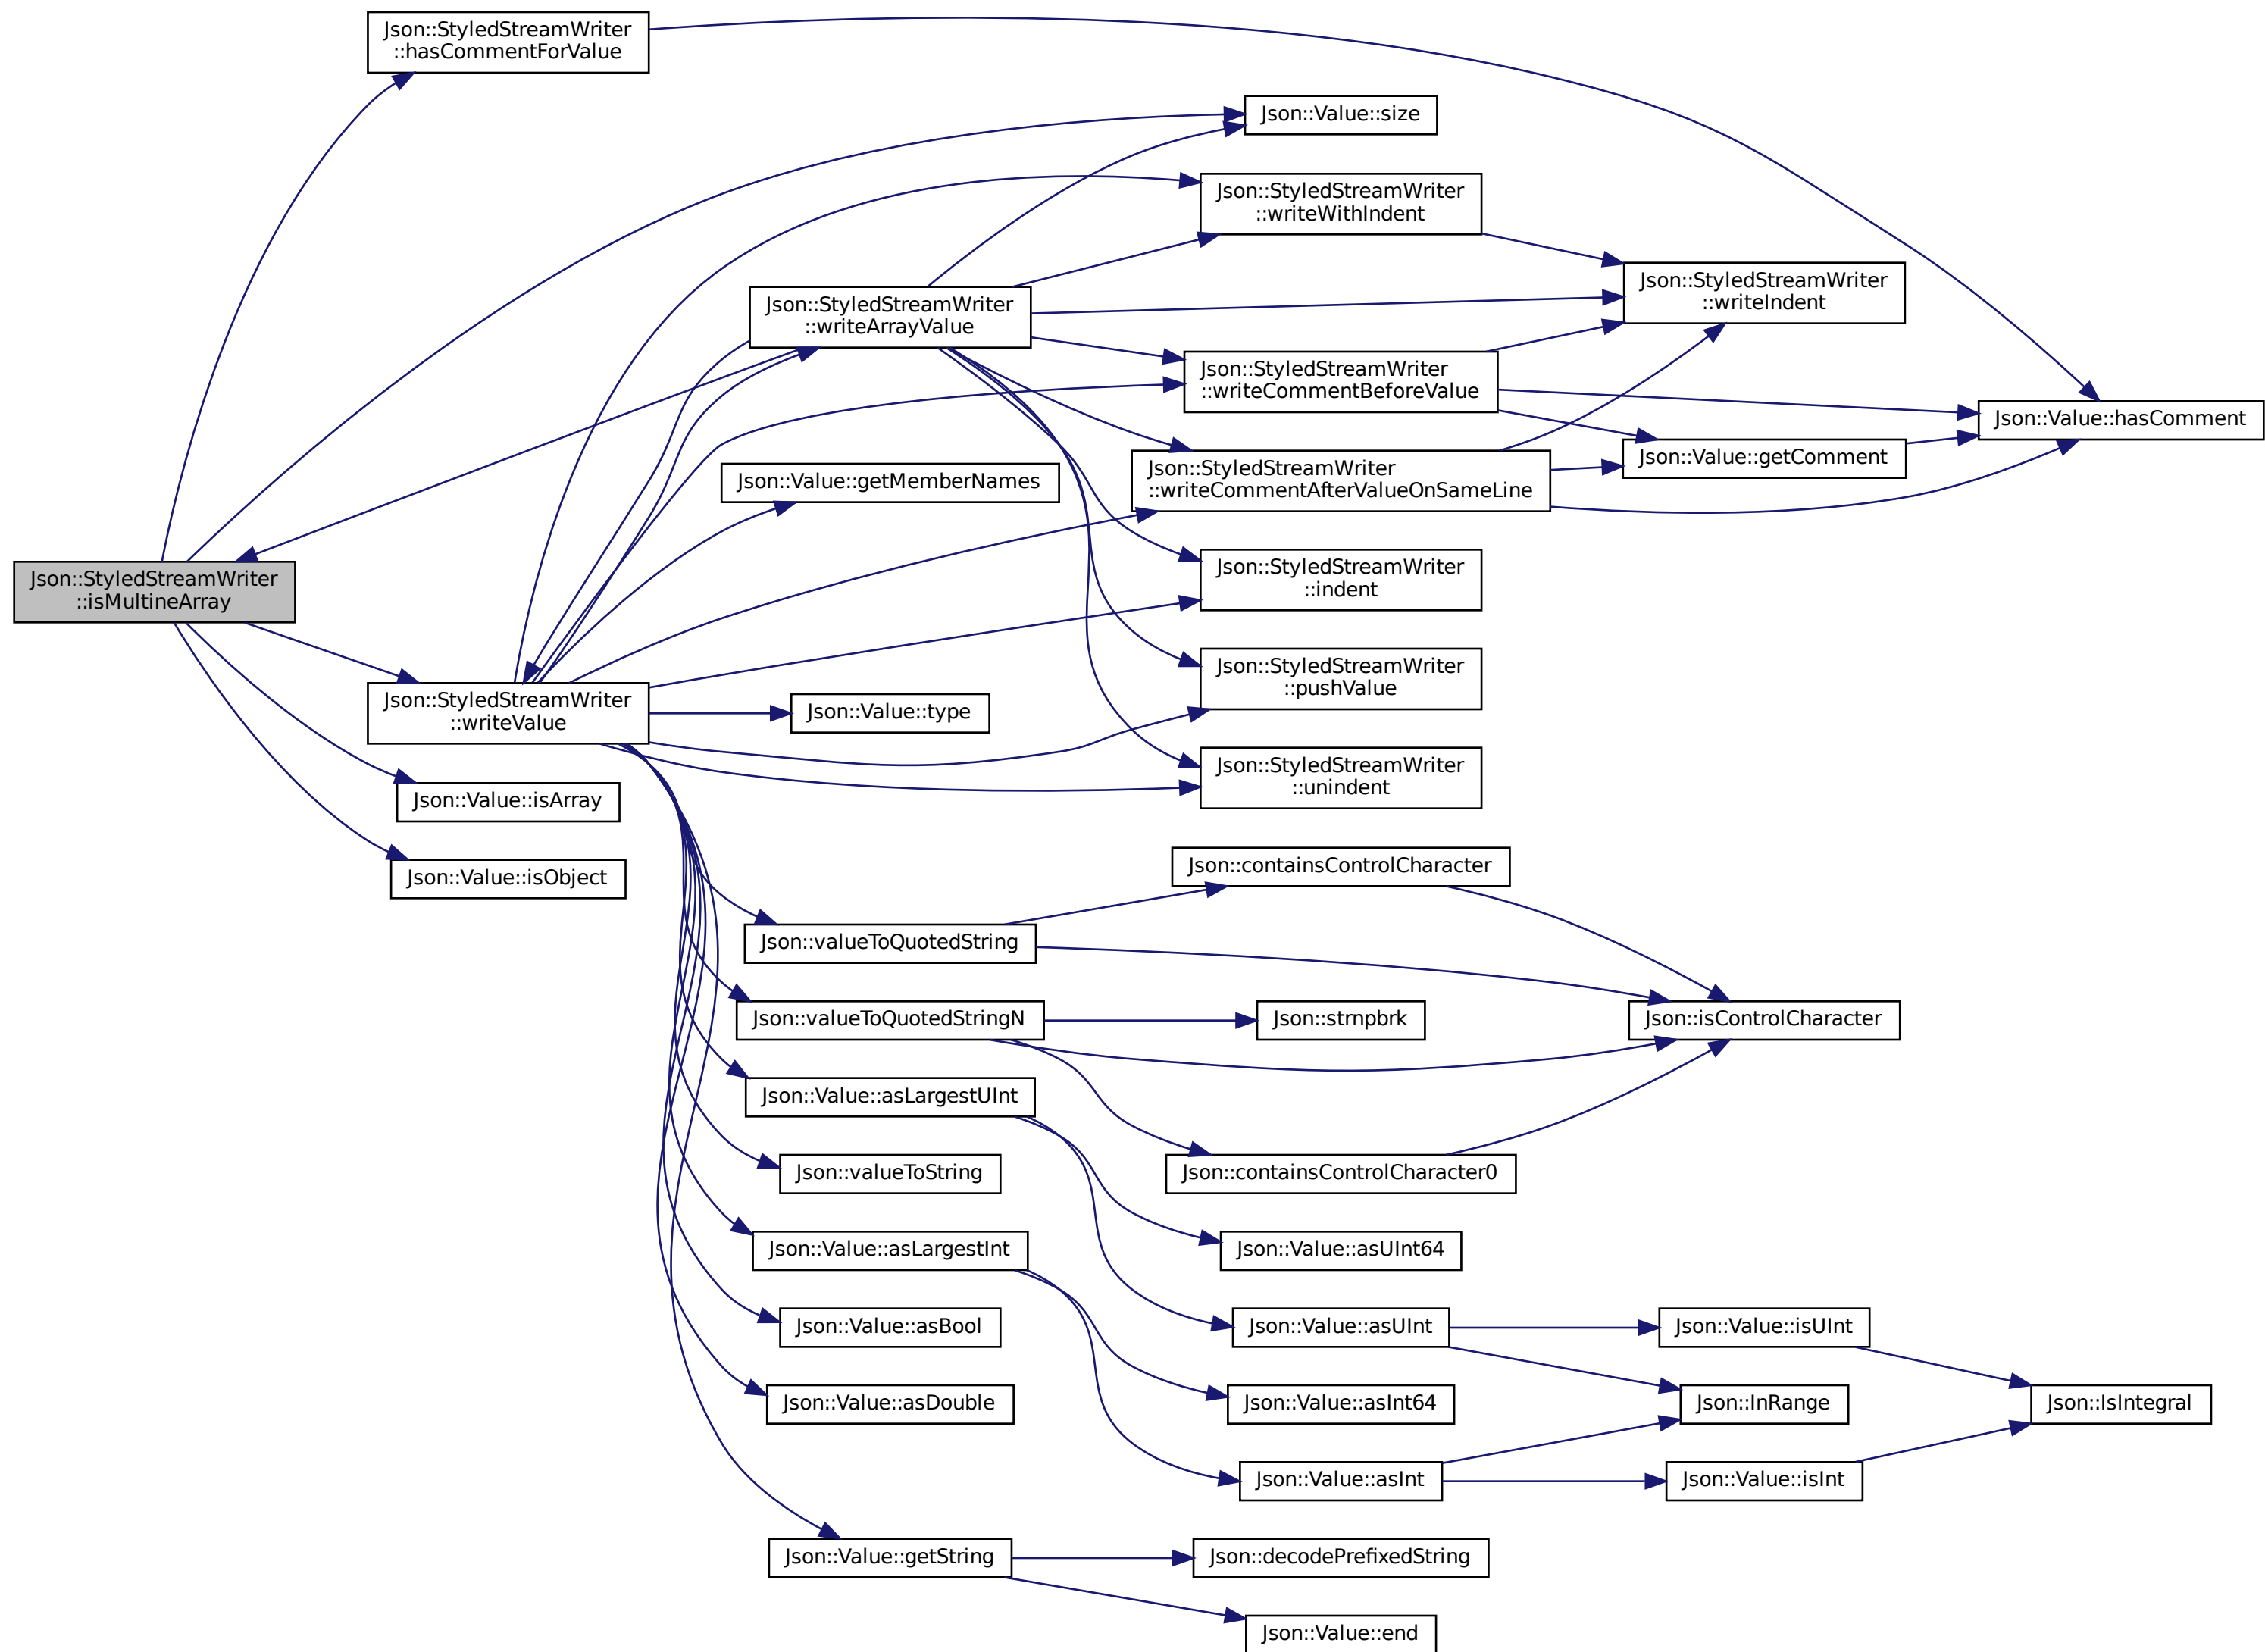 Json::StyledStreamWriter
::hasCommentForValue
Json::Value::size
Json::StyledStreamWriter
::writeWithIndent
Json::StyledStreamWriter
::writeIndent
Json::StyledStreamWriter
::writeArrayValue
Json::StyledStreamWriter
::writeCommentBeforeValue
Json::Value::hasComment
Json::Value::getComment
Json::StyledStreamWriter
::writeCommentAfterValueOnSameLine
Json::Value::getMemberNames
Json::StyledStreamWriter
::isMultineArray
Json::StyledStreamWriter
::indent
Json::StyledStreamWriter
::pushValue
Json::StyledStreamWriter
::writeValue
Json::Value::type
Json::StyledStreamWriter
::unindent
Json::Value::isArray
Json::Value::isObject
Json::containsControlCharacter
Json::valueToQuotedString
Json::valueToQuotedStringN
Json::strnpbrk
Json::isControlCharacter
Json::Value::asLargestUInt
Json::valueToString
Json::containsControlCharacter0
Json::Value::asLargestInt
Json::Value::asUInt64
Json::Value::asBool
Json::Value::asUInt
Json::Value::isUInt
Json::Value::asDouble
Json::Value::asInt64
Json::InRange
Json::IsIntegral
Json::Value::asInt
Json::Value::isInt
Json::Value::getString
Json::decodePrefixedString
Json::Value::end